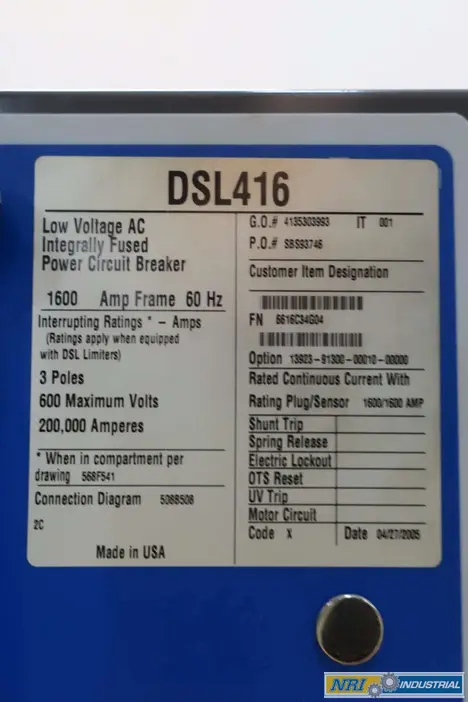 DSL416
Low Voltage AC
Integrally Fused
Power Circuit Breaker
1600 Amp Frame 60 Hz
Interrupting Ratings * - Amps
(Ratings apply when equipped
with DSL Limiters)
3 Poles
600 Maximum Volts
200,000 Amperes
* When in compartment per
drawing 568F541
Connection Diagram 508B508
2C
Made in USA
G.O.# 4135303993 IT 001
P.O.# SBS93746
Customer Item Designation
FN 6616C34G04
Option 13923-91300-00010-00000
Rated Continuous Current With
Rating Plug/Sensor 1600/1600 AMP
Shunt Trip
Spring Release
Electric Lockout
OTS Reset
UV Trip
Motor Circuit
Code X Date 04/27/2005
NRI INDUSTRIAL